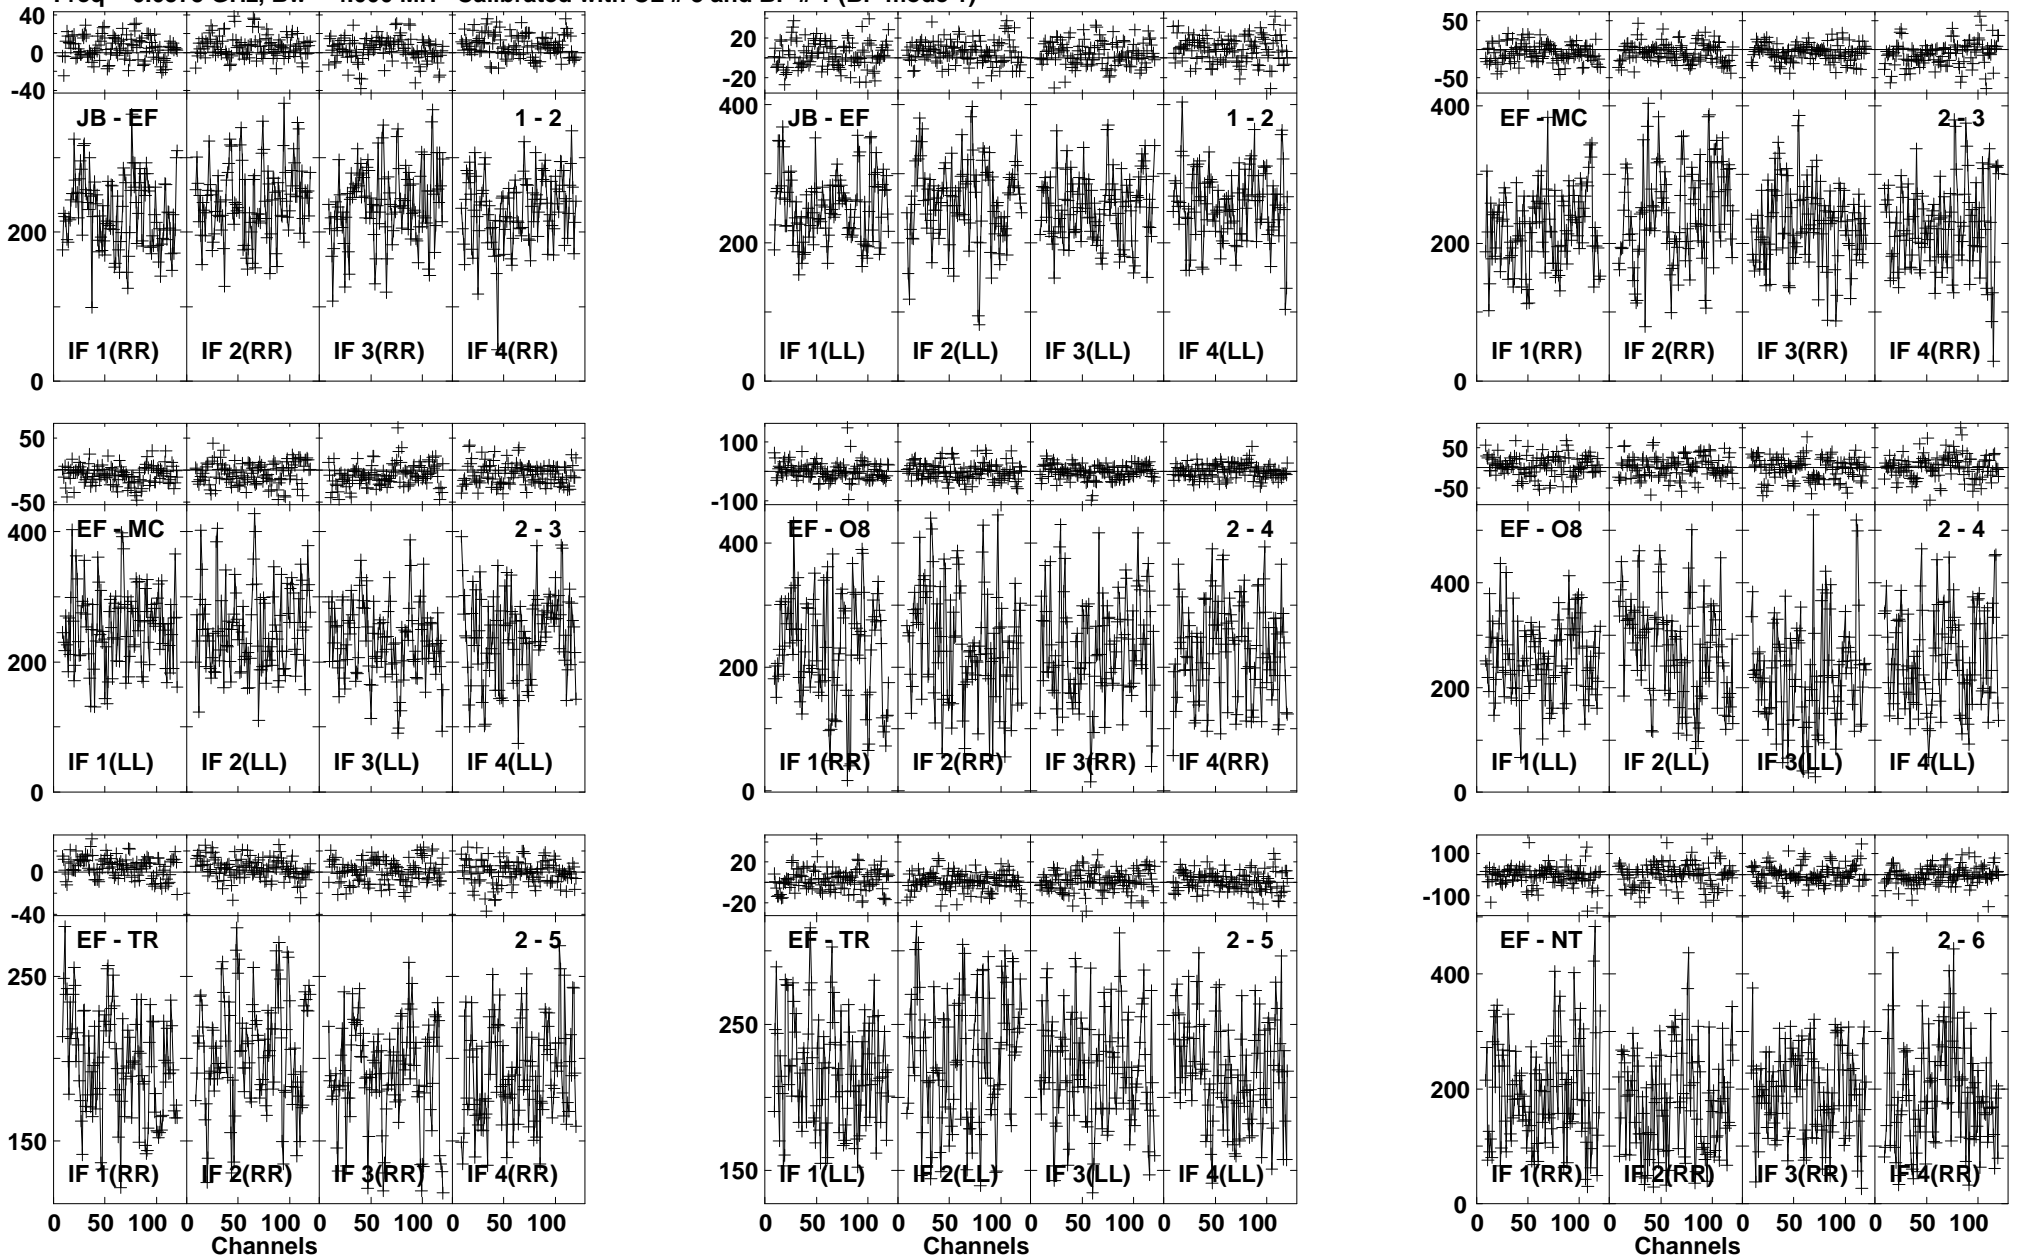 40
0
-40
JB - EF 1 - 2
200
0
IF 1(RR) IF 2(RR) IF 3(RR) IF 4(RR)
20
-20
400
JB - EF 1 - 2
200
0
IF 1(LL) IF 2(LL) IF 3(LL) IF 4(LL)
50
-50
400
EF - MC 2 - 3
200
0
IF 1(RR) IF 2(RR) IF 3(RR) IF 4(RR)
50
-50
400
EF - MC 2 - 3
200
0
IF 1(LL) IF 2(LL) IF 3(LL) IF 4(LL)
100
-100
400
EF - O8 2 - 4
200
0
IF 1(RR) IF 2(RR) IF 3(RR) IF 4(RR)
50
-50
400
EF - O8 2 - 4
200
0
IF 1(LL) IF 2(LL) IF 3(LL) IF 4(LL)
0
-40
EF - TR 2 - 5
250
150
IF 1(RR) IF 2(RR) IF 3(RR) IF 4(RR)
0 50 100 0 50 100 0 50 100 0 50 100
Channels
20
-20
EF - TR 2 - 5
250
150
IF 1(LL) IF 2(LL) IF 3(LL) IF 4(LL)
0 50 100 0 50 100 0 50 100 0 50 100
Channels
100
-100
EF - NT 2 - 6
400
200
0
IF 1(RR) IF 2(RR) IF 3(RR) IF 4(RR)
0 50 100 0 50 100 0 50 100 0 50 100
Channels